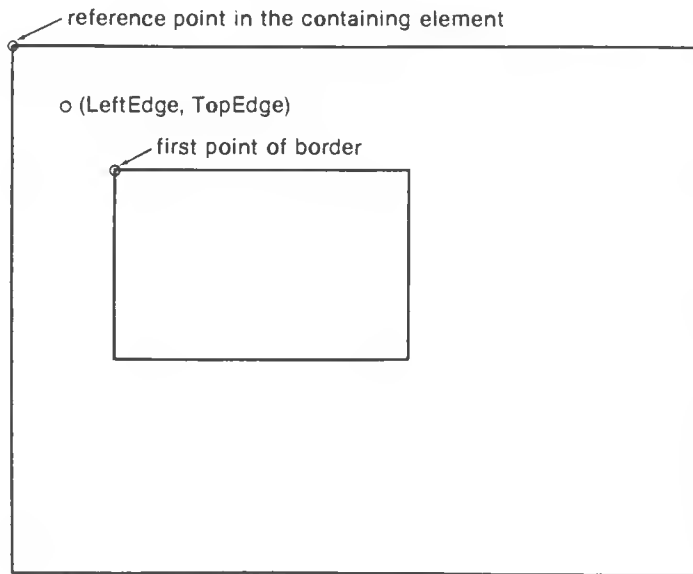 reference point in the containing element
(LeftEdge, TopEdge)
first point of border